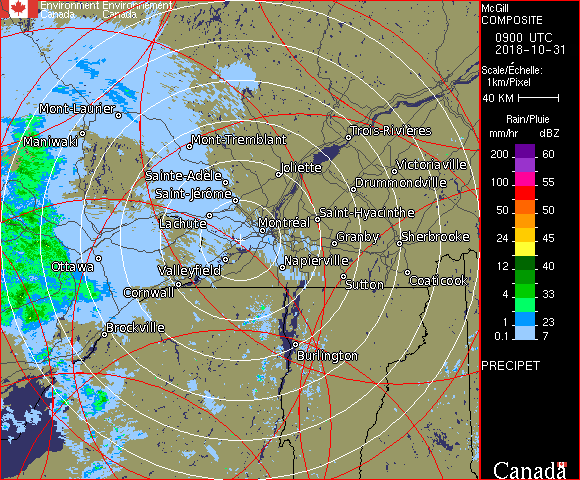 Environment Environnement
Canada Canada
McGill
COMPOSITE
0900 UTC
2018-10-31
Scale/Échelle:
1km/Pixel
40 KM
Rain/Pluie
mm/hr dBZ
200 60
100 55
50 50
24 45
12 40
4 33
1 23
0.1 7
PRECIPET
Canada
Mont-Laurier
Maniwaki
Mont-Tremblant
Trois-Rivières
Victoriaville
Joliette
Sainte-Adèle
Drummondville
Saint-Jérôme
Lachute
Saint-Hyacinthe
Montréal
Granby
Sherbrooke
Ottawa
Valleyfield
Napierville
Cornwall
Sutton
Coaticook
Brockville
Burlington